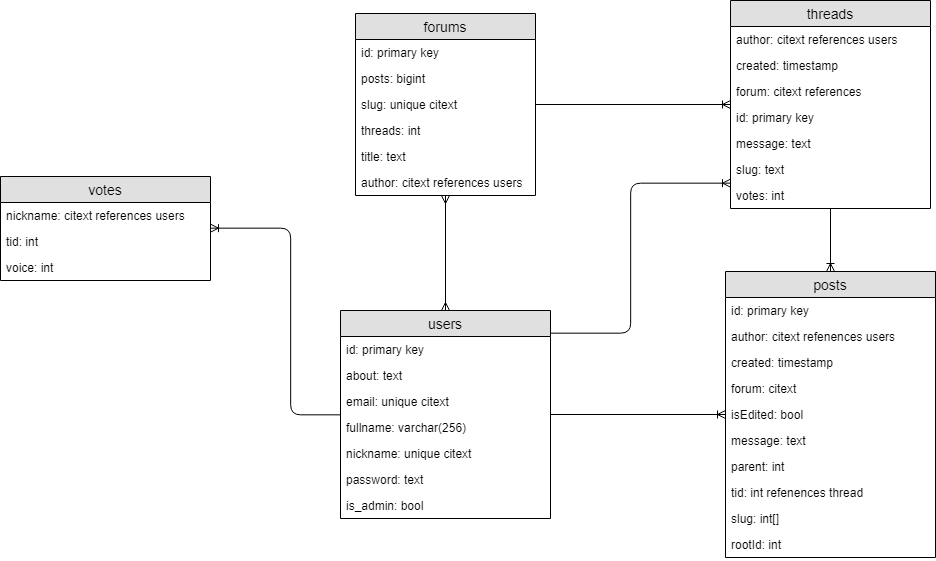 forums
id: primary key
posts: bigint
slug: unique citext
threads: int
title: text
author: citext references users
threads
author: citext references users
created: timestamp
forum: citext references
id: primary key
message: text
slug: text
votes: int
votes
nickname: citext references users
tid: int
voice: int
users
id: primary key
about: text
email: unique citext
fullname: varchar(256)
nickname: unique citext
password: text
is_admin: bool
posts
id: primary key
author: citext refenences users
created: timestamp
forum: citext
isEdited: bool
message: text
parent: int
tid: int refenences thread
slug: int[]
rootId: int